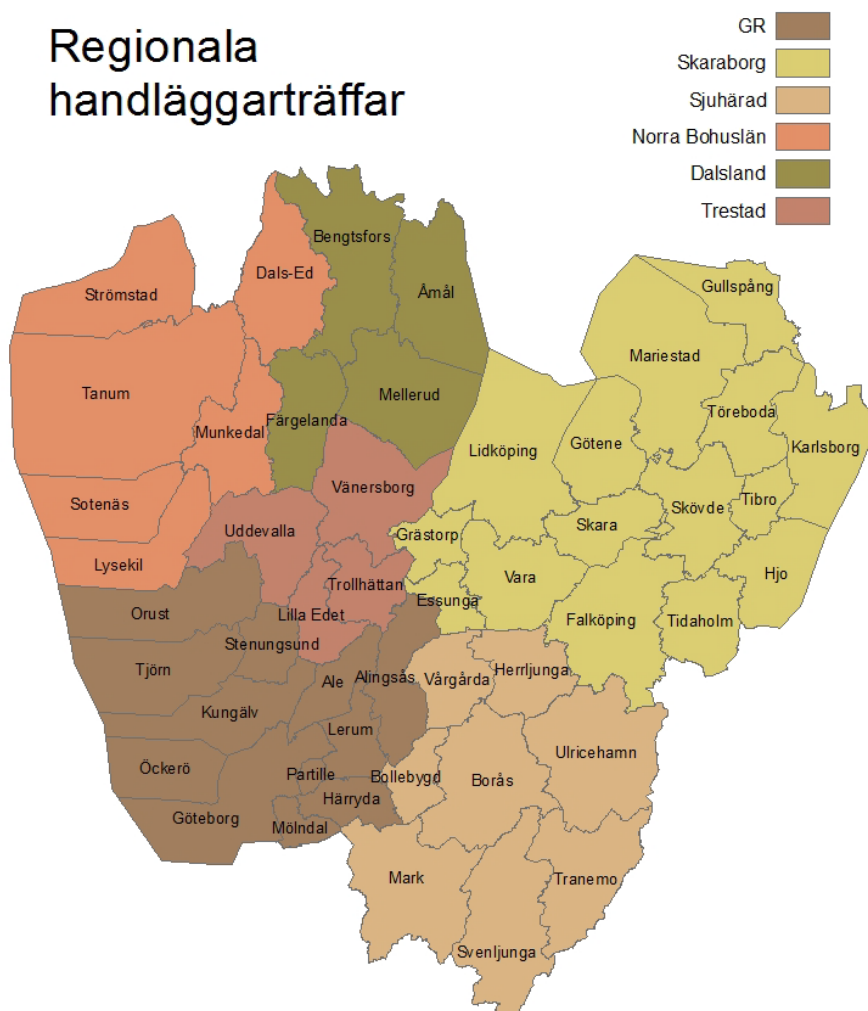 Regionala
handläggarträffar
GR
Skaraborg
Sjuhärad
Norra Bohuslän
Dalsland
Trestad
Bengtsfors
Dals-Ed
Gullspång
Strömstad
Åmål
Mariestad
Tanum
Mellerud
Töreboda
Färgelanda
Munkedal
Götene
Karlsborg
Lidköping
Vänersborg
Sotenäs
Skövde
Tibro
Skara
Uddevalla
Grästorp
Lysekil
Trollhättan
Vara
Hjo
Essunga
Orust
Lilla Edet
Falköping
Tidaholm
Stenungsund
Tjörn
Ale
Alingsås
Vårgårda
Herrljunga
Kungälv
Lerum
Ulricehamn
Öckerö
Partille
Bollebygd
Borås
Härryda
Göteborg
Mölndal
Mark
Tranemo
Svenljunga